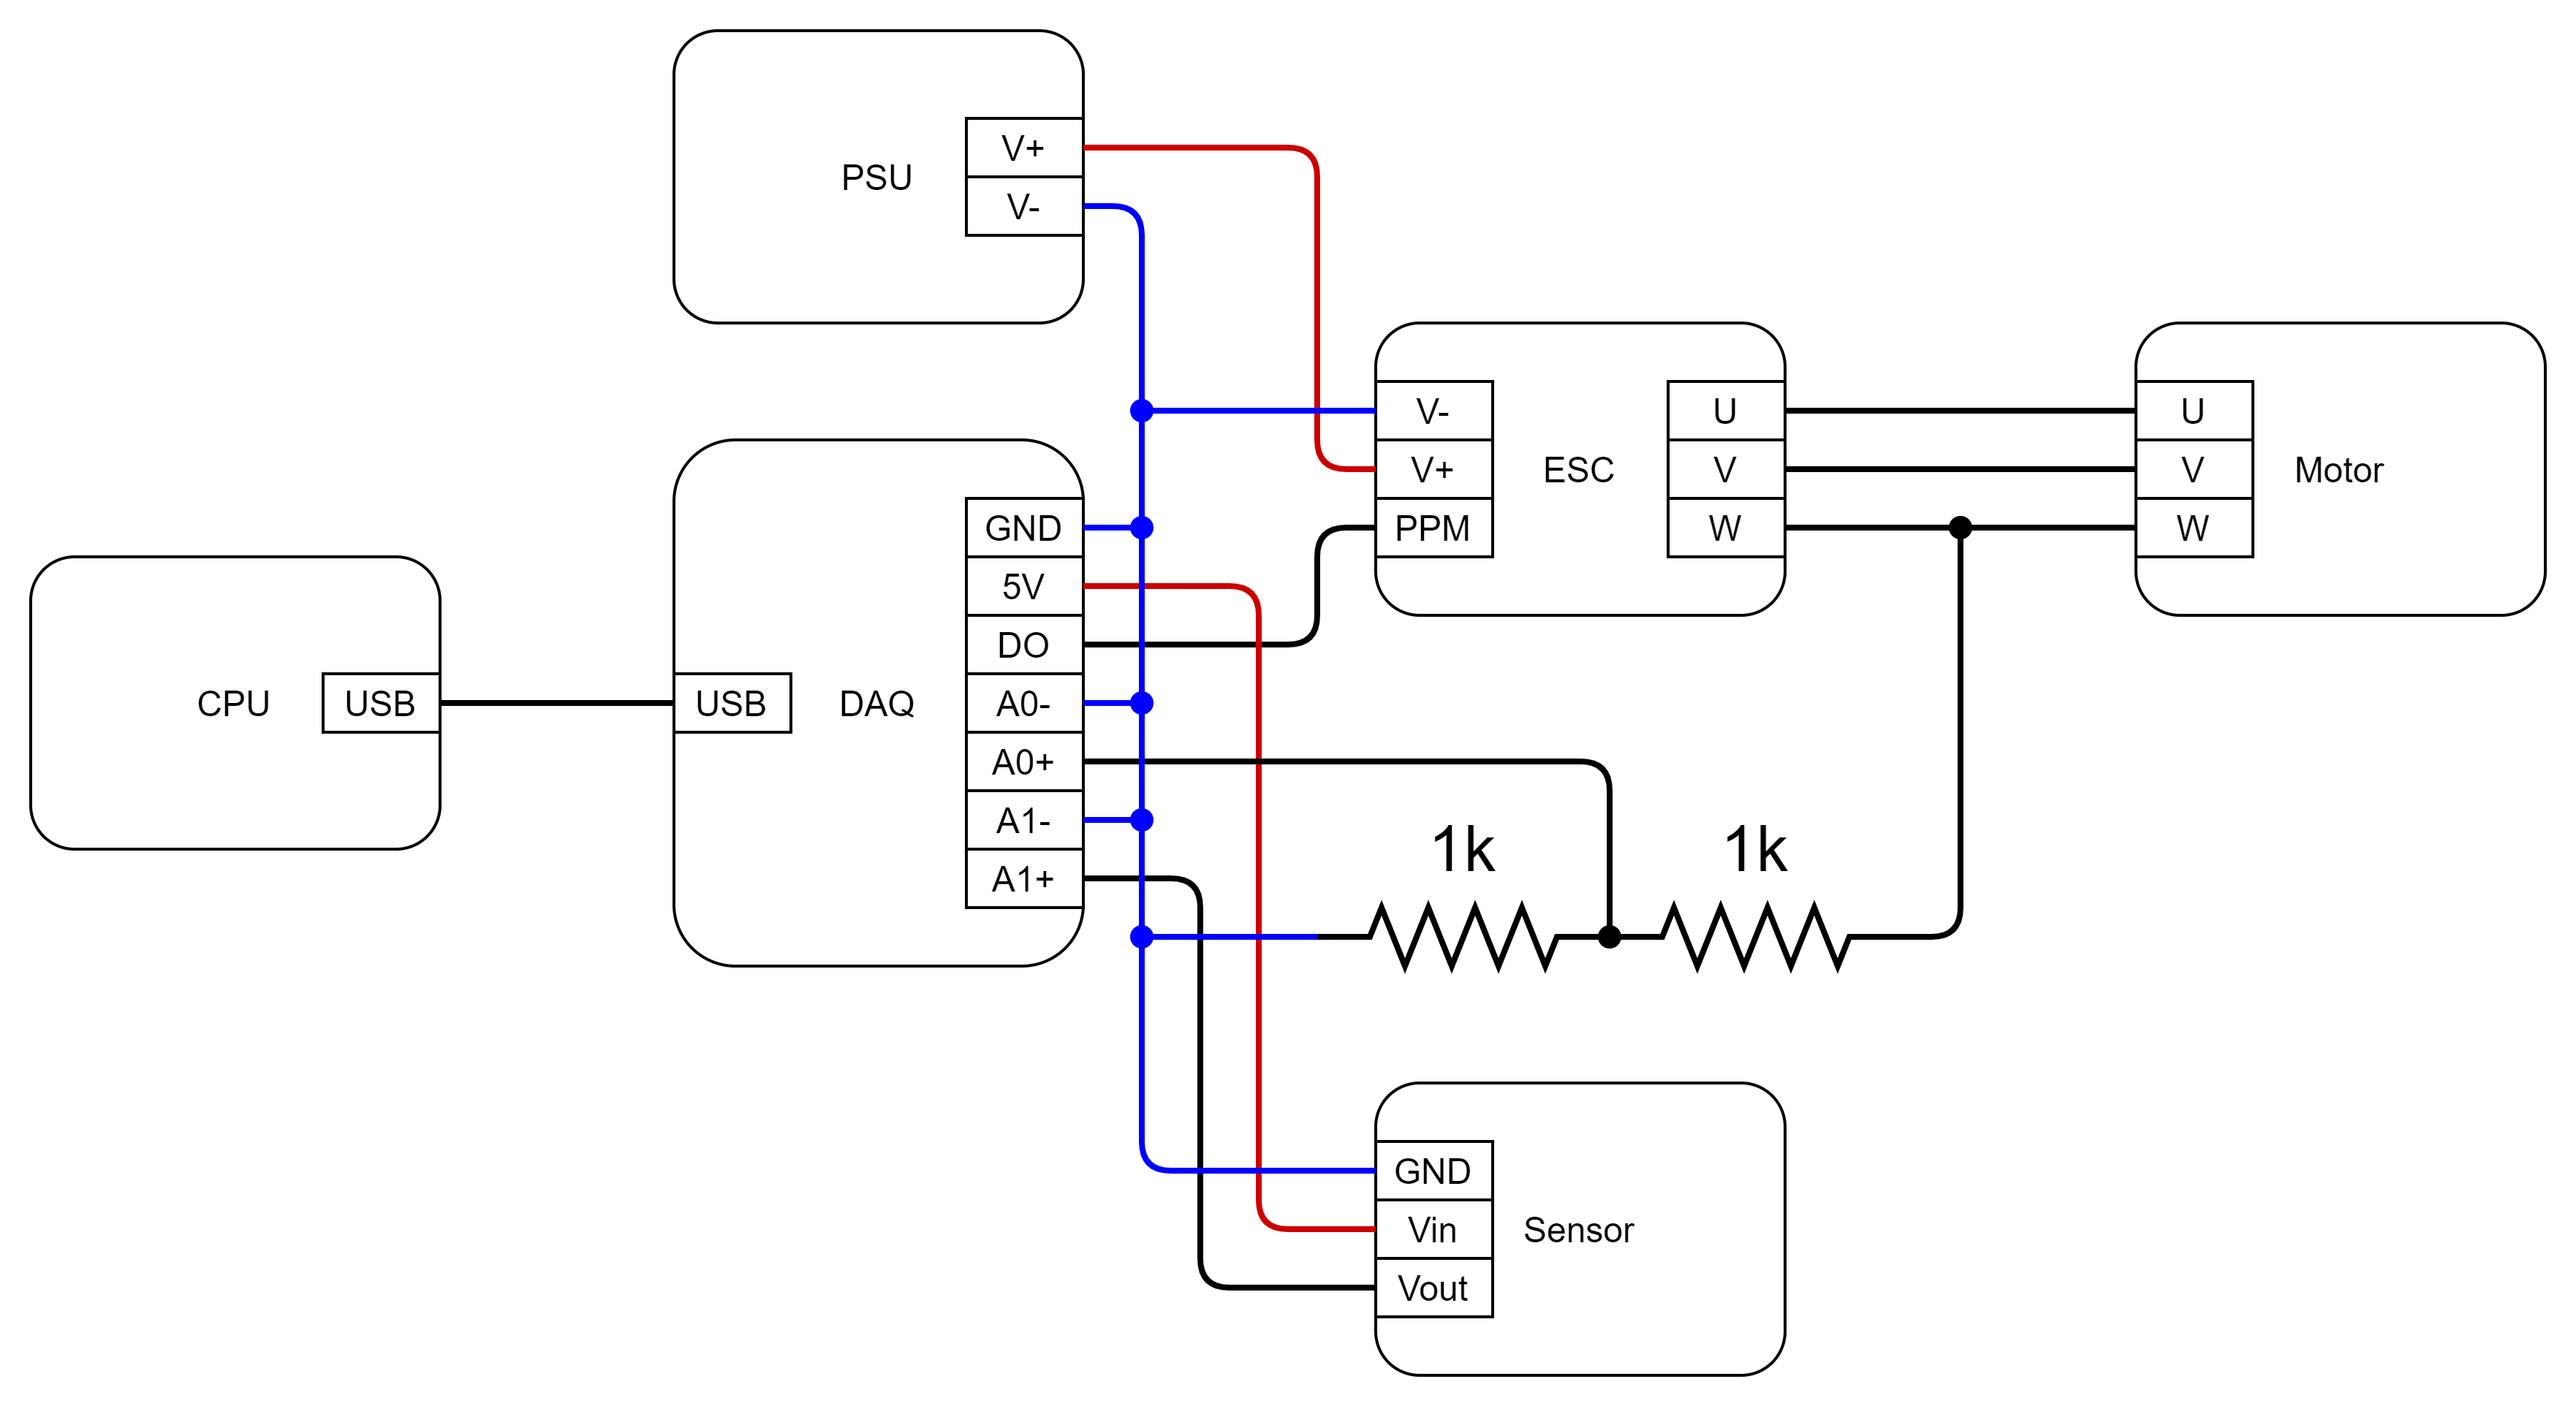 PSU
V+
V-
CPU
USB
USB
DAQ
GND
5V
DO
A0-
A0+
A1-
A1+
V-
V+
PPM
ESC
U
V
W
U
V
W
Motor
1k
1k
GND
Vin
Vout
Sensor